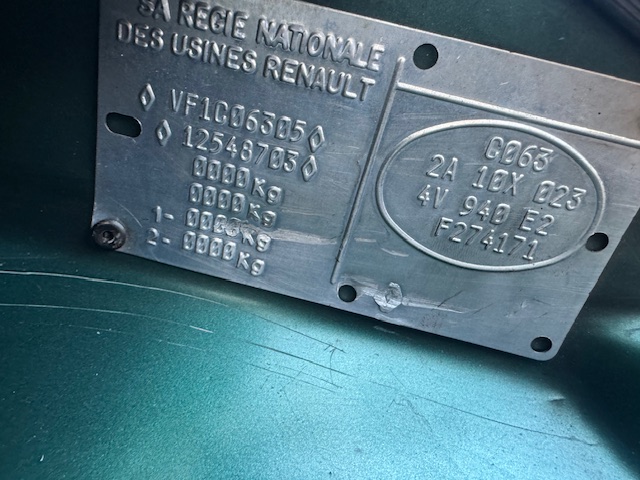 SA REGIE NATIONALE
DES USINES RENAULT
◊ VF1C06305◊
◊ 12548703◊
0000Kg
0000Kg
1- 0000Kg
2- 0000Kg
C063
2A 10X 023
4V 940 E2
F274171